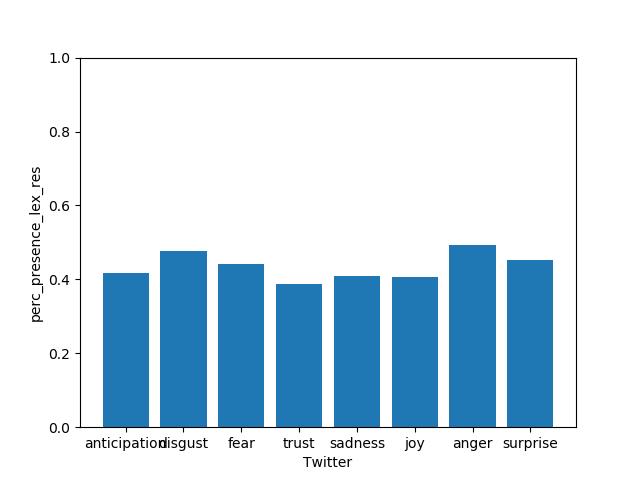 1.0
0.8
0.6
0.4
0.2
0.0
perc_presence_lex_res
anticipation disgust fear trust sadness joy anger surprise
Twitter